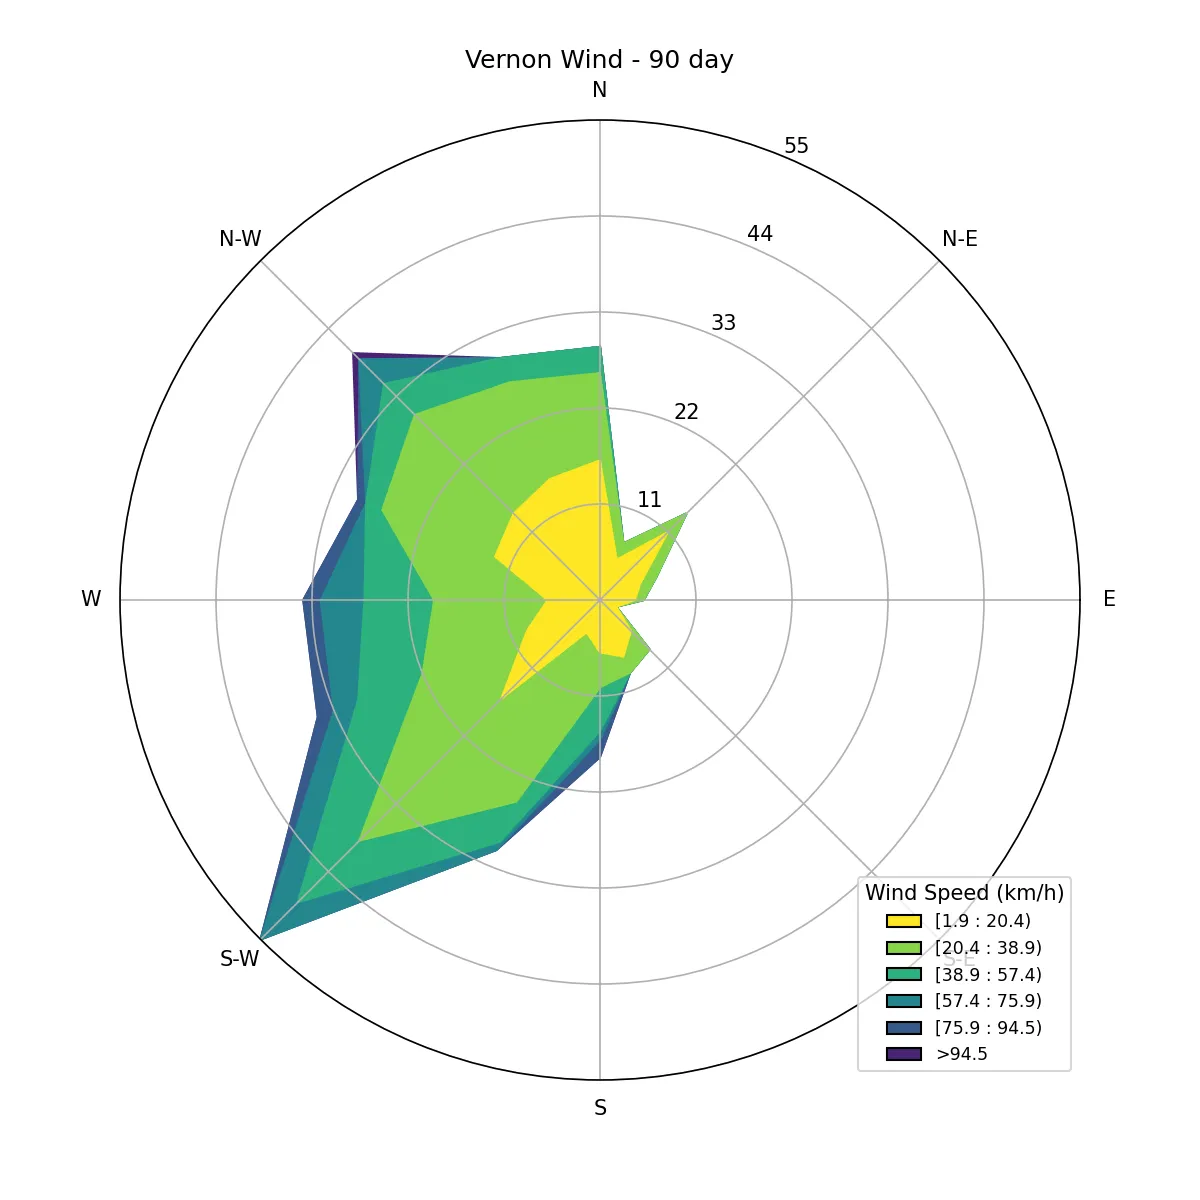 Vernon Wind - 90 day
N
55
N-W
44
N-E
33
22
11
W
E
S-W
S-E
S
Wind Speed (km/h)
[1.9 : 20.4)
[20.4 : 38.9)
[38.9 : 57.4)
[57.4 : 75.9)
[75.9 : 94.5)
>94.5